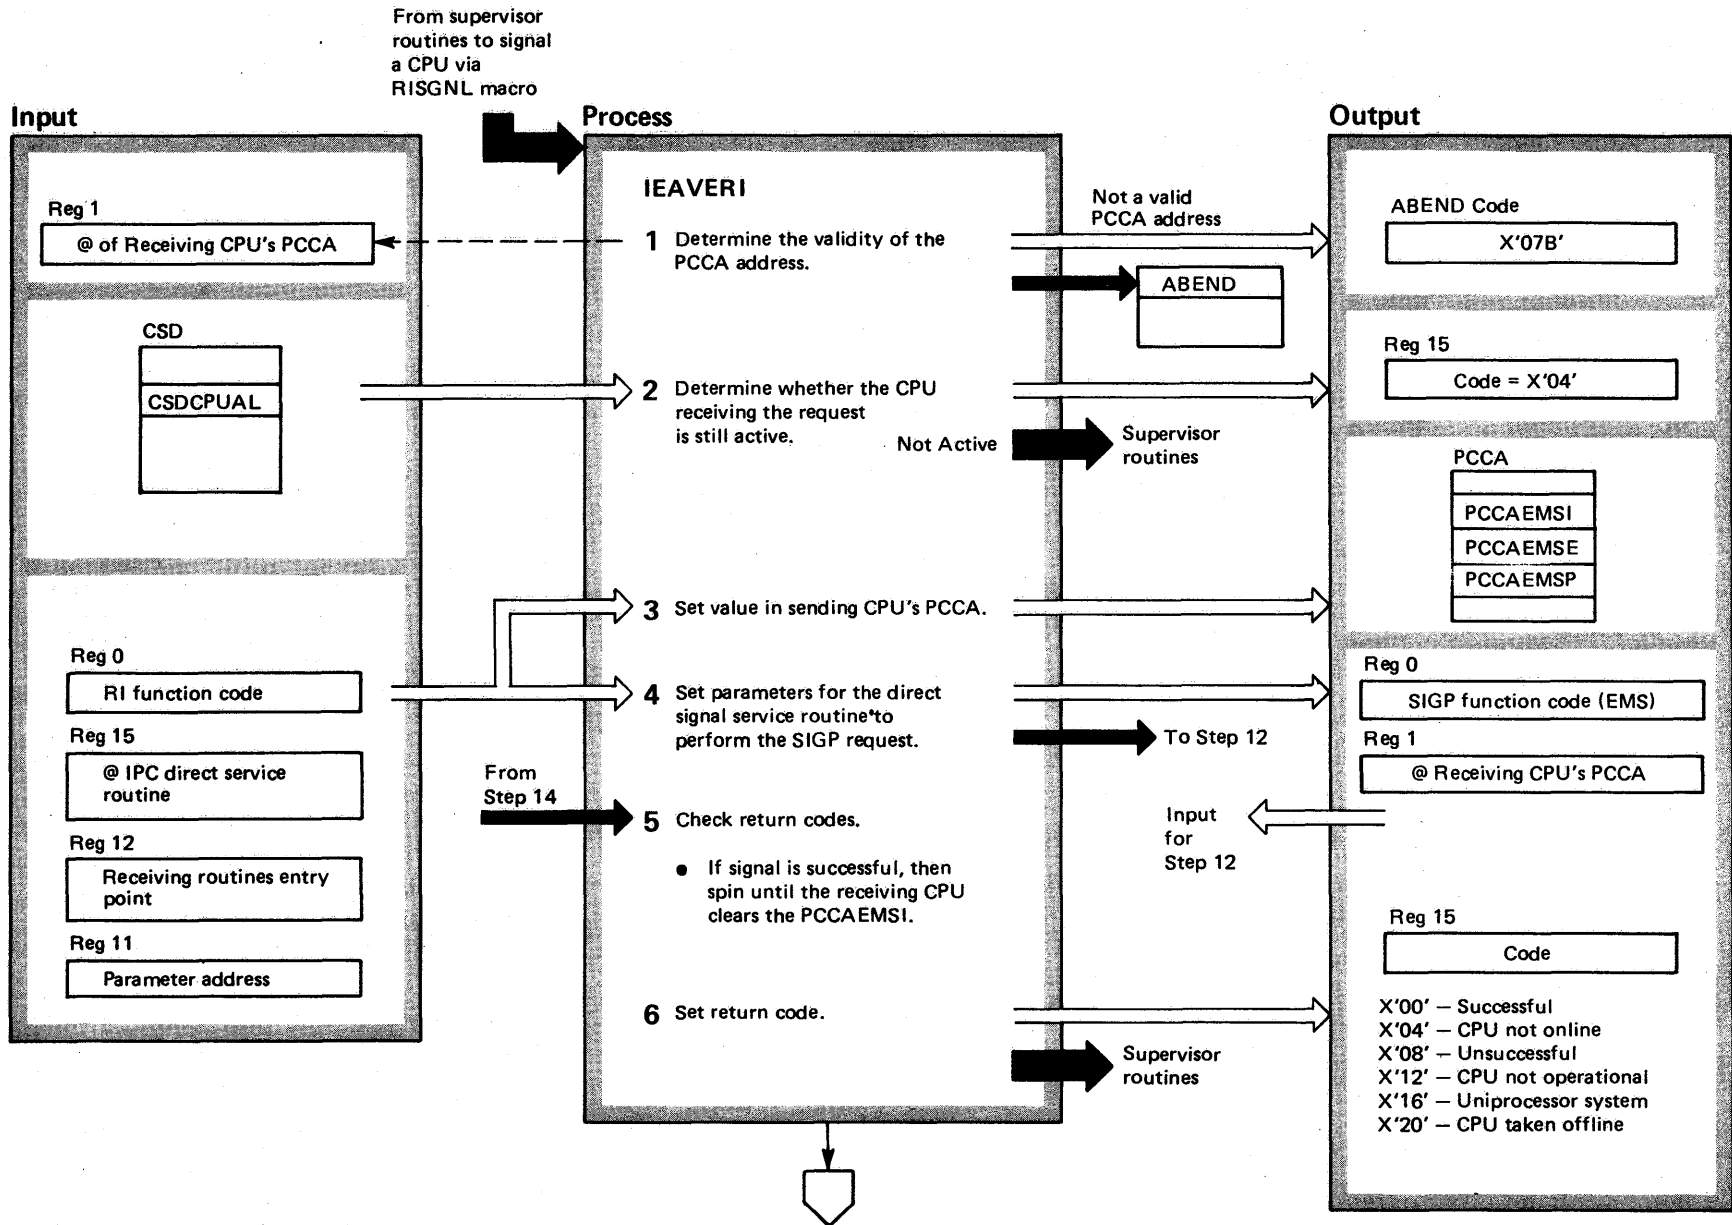 From supervisor
routines to signal
a CPU via
RISGNL macro
Input
Reg 1
@ of Receiving CPU's PCCA
CSD
CSDCPUAL
Reg 0
RI function code
Reg 15
@ IPC direct service
routine
Reg 12
Receiving routines entry
point
Reg 11
Parameter address
Process
IEAVERI
1 Determine the validity of the
PCCA address.
2 Determine whether the CPU
receiving the request
is still active.
Not Active
3 Set value in sending CPU's PCCA.
4 Set parameters for the direct
signal service routine to
perform the SIGP request.
From
Step 14
5 Check return codes.
● If signal is successful, then
spin until the receiving CPU
clears the PCCAEMSI.
6 Set return code.
Not a valid
PCCA address
ABEND
Supervisor
routines
To Step 12
Input
for
Step 12
Supervisor
routines
Output
ABEND Code
X'07B'
Reg 15
Code = X'04'
PCCA
PCCAEMSI
PCCAEMSE
PCCAEMSP
Reg 0
SIGP function code (EMS)
Reg 1
@ Receiving CPU's PCCA
Reg 15
Code
X'00' — Successful
X'04' — CPU not online
X'08' — Unsuccessful
X'12' — CPU not operational
X'16' — Uniprocessor system
X'20' — CPU taken offline